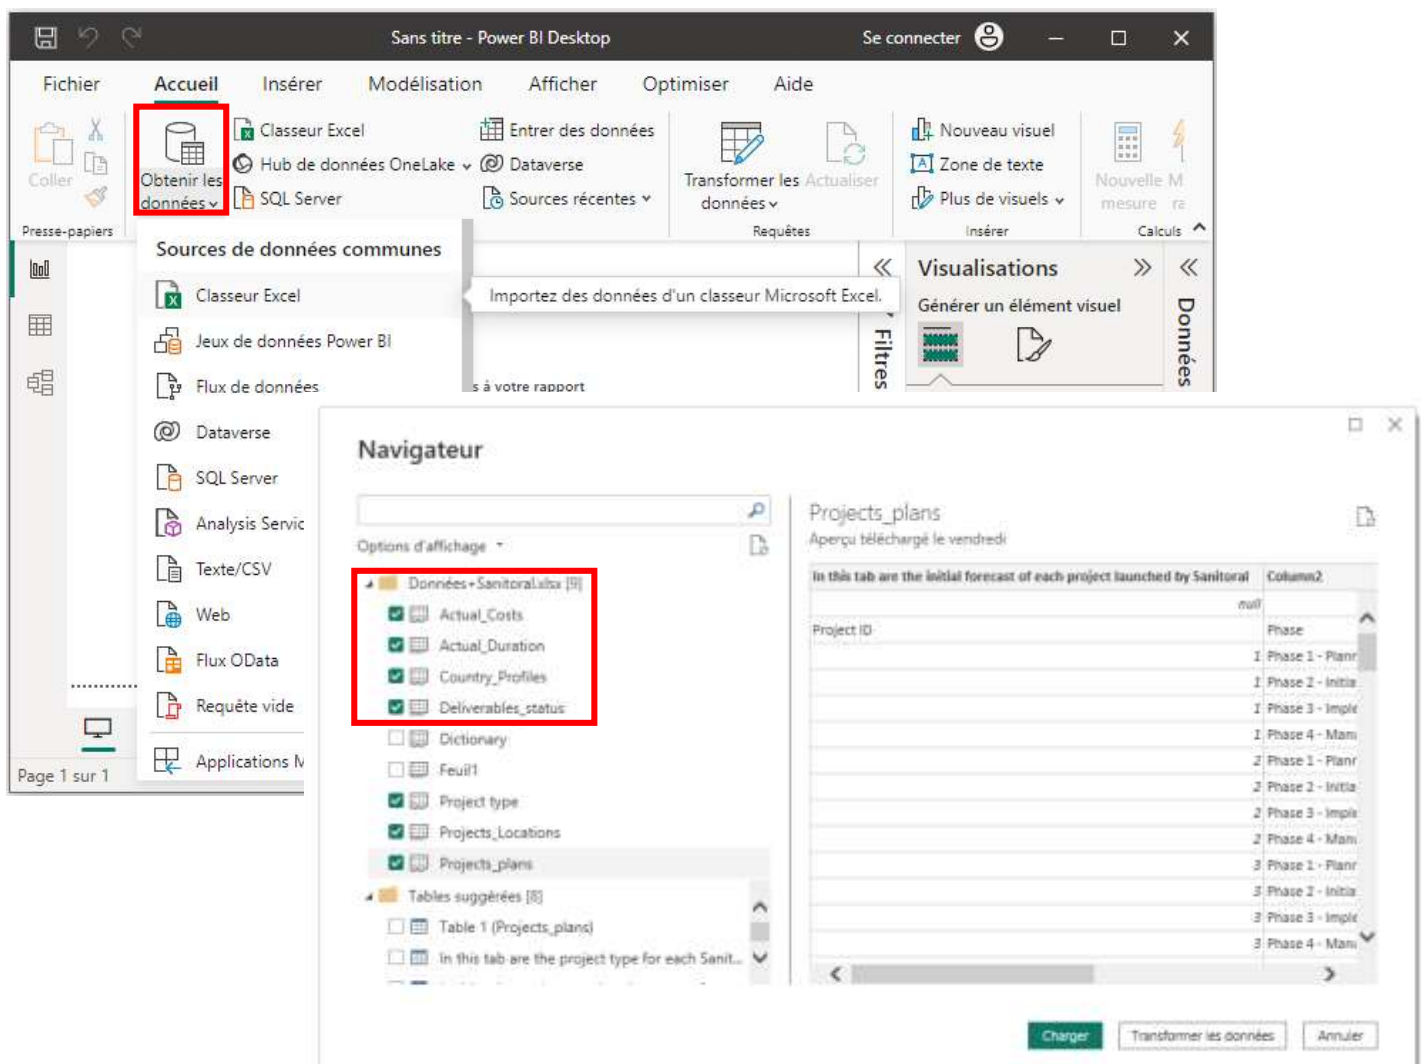 Sans titre - Power BI Desktop
Se connecter
Fichier
Accueil
Insérer
Modélisation
Afficher
Optimiser
Aide
Coller
Presse-papiers
Obtenir les
données
Classeur Excel
Hub de données OneLake
SQL Server
Entrer des données
Dataverse
Sources récentes
Transformer les
données
Actualiser
Requêtes
Nouveau visuel
Zone de texte
Plus de visuels
Insérer
Nouvelle
mesure
M
ra
Calculs
Sources de données communes
Classeur Excel
Importez des données d'un classeur Microsoft Excel.
Jeux de données Power BI
Flux de données
s à votre rapport
Dataverse
SQL Server
Analysis Servic
Texte/CSV
Web
Flux OData
Requête vide
Applications M
Page 1 sur 1
Filtres
Visualisations
Générer un élément visuel
Données
Navigateur
Options d'affichage
Données+Sanitoral.xlsx [9]
Actual_Costs
Actual_Duration
Country_Profiles
Deliverables_status
Dictionary
Feuil1
Project type
Projects_Locations
Projects_plans
Tables suggérées [8]
Table 1 (Projects_plans)
In this tab are the project type for each Sanit...
Projects_plans
Aperçu téléchargé le vendredi
In this tab are the initial forecast of each project launched by Sanitoral Column2
null
Project ID Phase
1 Phase 1 - Planr
1 Phase 2 - Initia
1 Phase 3 - Imple
1 Phase 4 - Mana
2 Phase 1 - Planr
2 Phase 2 - Initia
2 Phase 3 - Imple
2 Phase 4 - Mana
3 Phase 1 - Planr
3 Phase 2 - Initia
3 Phase 3 - Imple
3 Phase 4 - Mana
Charger
Transformer les données
Annuler